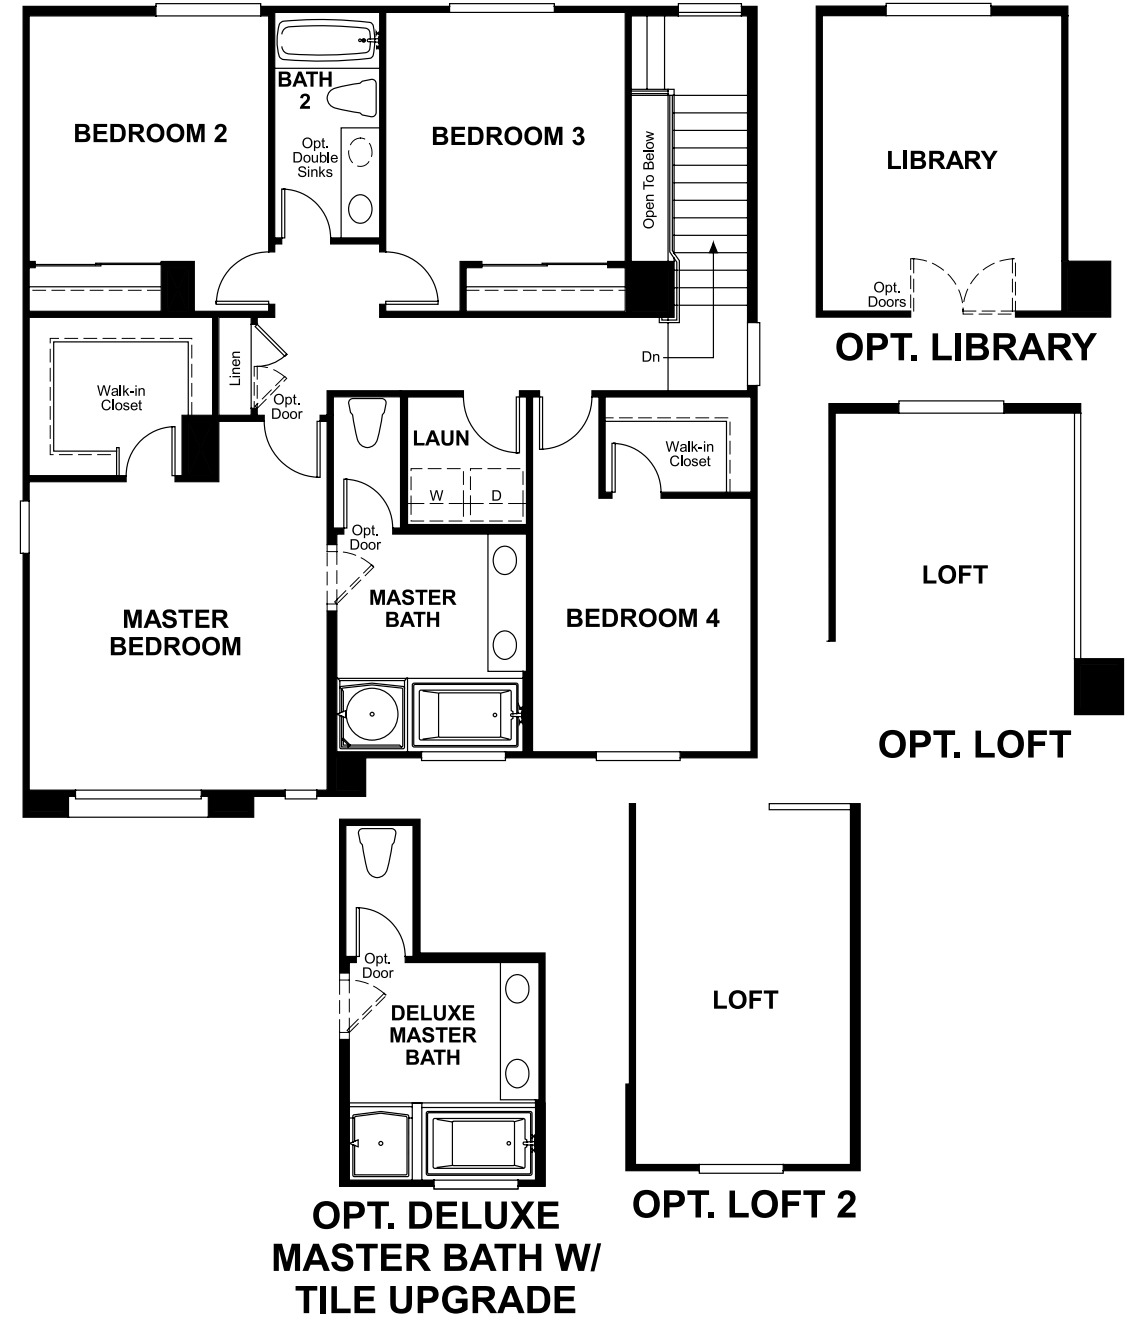 BATH
2
BEDROOM 2
BEDROOM 3
Opt.
Double
Sinks
Open To Below
LIBRARY
Opt.
Doors
OPT. LIBRARY
Linen
Dn
Walk-in
Closet
Opt.
Door
LAUN
Walk-in
Closet
W
D
Opt.
Door
MASTER
BATH
MASTER
BEDROOM
BEDROOM 4
LOFT
OPT. LOFT
Opt.
Door
DELUXE
MASTER
BATH
LOFT
OPT. DELUXE
MASTER BATH W/
TILE UPGRADE
OPT. LOFT 2